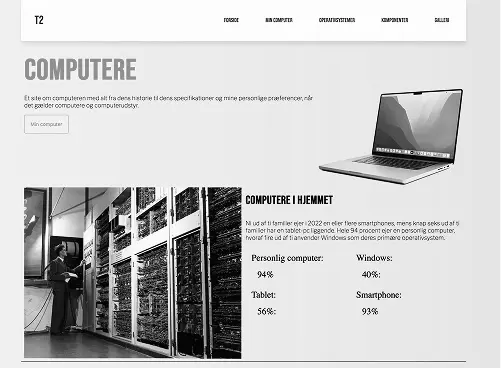 T2
FORSIDE
MIN COMPUTER
OPERATIVSYSTEMER
KOMPONENTER
GALLERI
COMPUTERE
Et site om computeren med alt fra dens historie til dens specifikationer og mine personlige præferencer, når
det gælder computere og computerudstyr.
Min computer
COMPUTERE I HJEMMET
Ni ud af ti familier ejer i 2022 en eller flere smartphones, mens knap seks ud af ti
familier har en tablet-pc liggende. Hele 94 procent ejer en personlig computer,
hvoraf fire ud af ti anvender Windows som deres primære operativsystem.
Personlig computer:
94%
Windows:
40%:
Tablet:
56%:
Smartphone:
93%